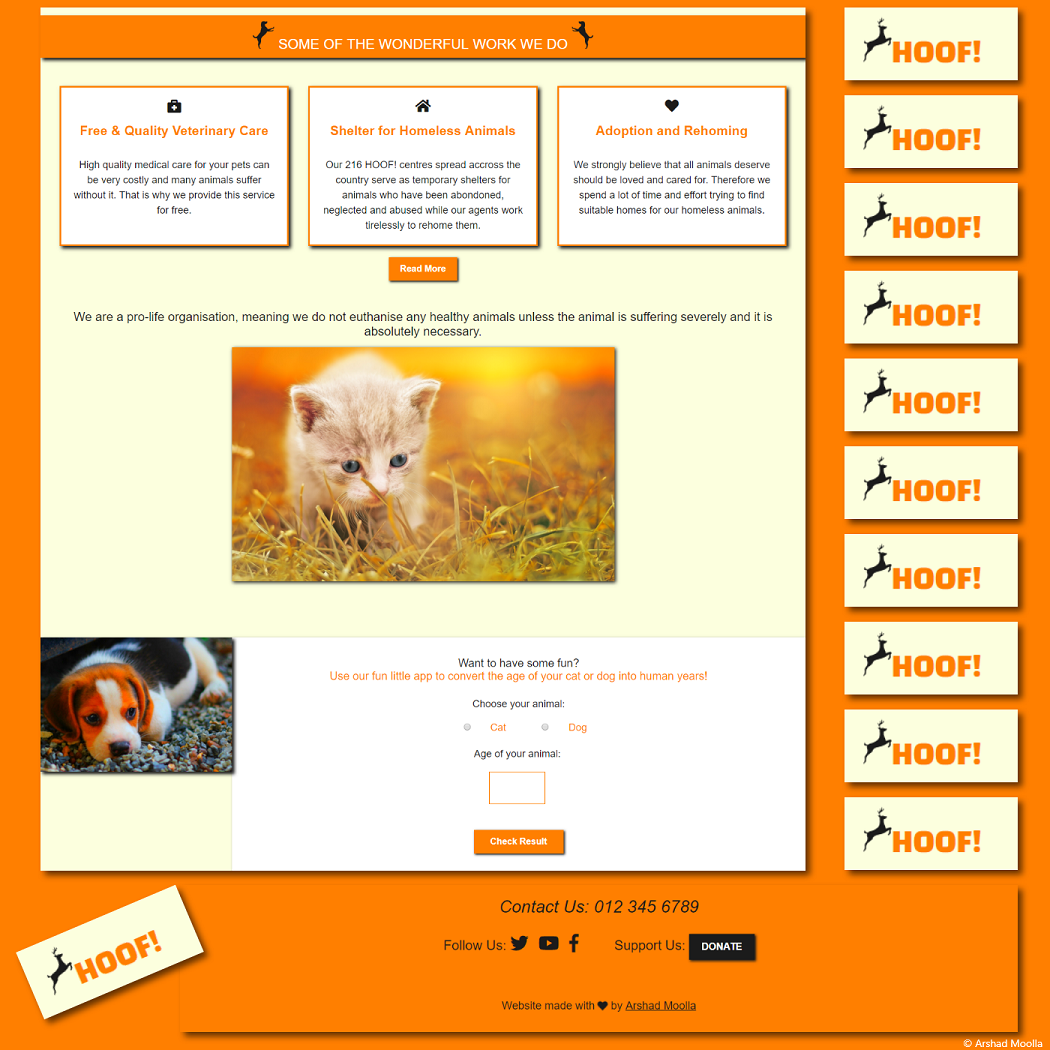 SOME OF THE WONDERFUL WORK WE DO
Free & Quality Veterinary Care
High quality medical care for your pets can
be very costly and many animals suffer
without it. That is why we provide this service
for free.
Shelter for Homeless Animals
Our 216 HOOF! centres spread accross the
country serve as temporary shelters for
animals who have been abondoned,
neglected and abused while our agents work
tirelessly to rehome them.
Adoption and Rehoming
We strongly believe that all animals deserve
should be loved and cared for. Therefore we
spend a lot of time and effort trying to find
suitable homes for our homeless animals.
Read More
We are a pro-life organisation, meaning we do not euthanise any healthy animals unless the animal is suffering severely and it is
absolutely necessary.
Want to have some fun?
Use our fun little app to convert the age of your cat or dog into human years!
Choose your animal:
Cat Dog
Age of your animal:
Check Result
HOOF!
HOOF!
HOOF!
HOOF!
HOOF!
HOOF!
HOOF!
HOOF!
HOOF!
HOOF!
HOOF!
Contact Us: 012 345 6789
Follow Us: Support Us: DONATE
Website made with ♥ by Arshad Moolla
© Arshad Moolla